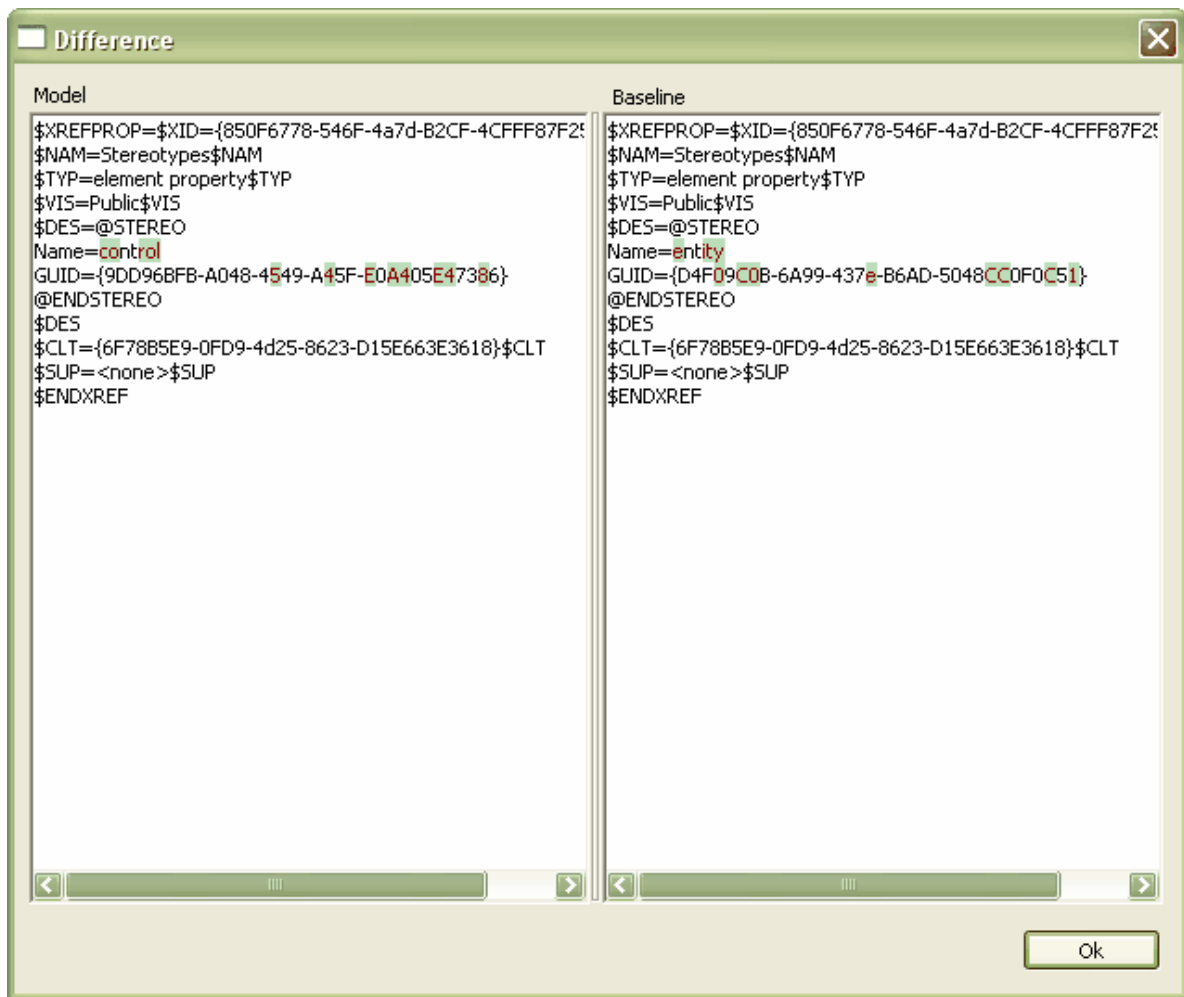 Difference
Model
$XREFPROP=$XID={850F6778-546F-4a7d-B2CF-4CFFF87F25
$NAM=Stereotypes$NAM
$TYP=element property$TYP
$VIS=Public$VIS
$DES=@STEREO
Name=control
GUID={9DD96BFB-A048-4549-A45F-E0A405E47386}
@ENDSTEREO
$DES
$CLT={6F78B5E9-0FD9-4d25-8623-D15E663E3618}$CLT
$SUP=<none>$SUP
$ENDXREF
Baseline
$XREFPROP=$XID={850F6778-546F-4a7d-B2CF-4CFFF87F25
$NAM=Stereotypes$NAM
$TYP=element property$TYP
$VIS=Public$VIS
$DES=@STEREO
Name=entity
GUID={D4F09C0B-6A99-437e-B6AD-5048CC0F0C51}
@ENDSTEREO
$DES
$CLT={6F78B5E9-0FD9-4d25-8623-D15E663E3618}$CLT
$SUP=<none>$SUP
$ENDXREF
Ok